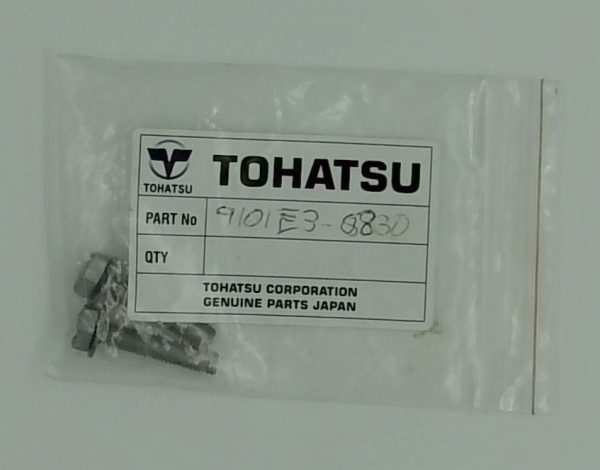 TOHATSU
TOHATSU
PART No 9101E3-0830
QTY
TOHATSU CORPORATION
GENUINE PARTS JAPAN